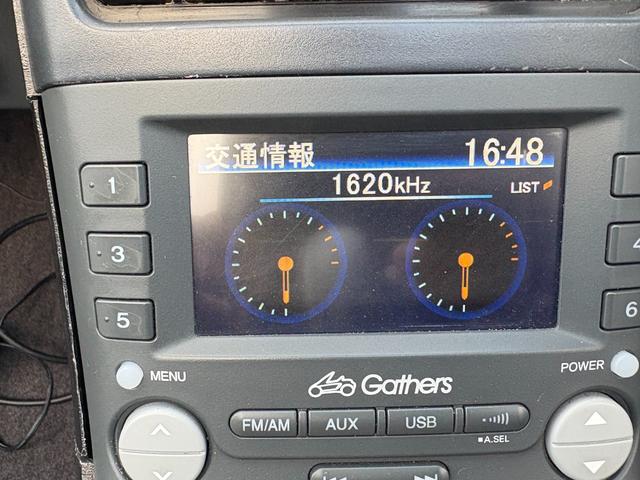 交通情報 16:48
1620kHz
LIST
1
3
4
5
6
MENU
POWER
Gathers
FM/AM AUX USB
■A.SEL